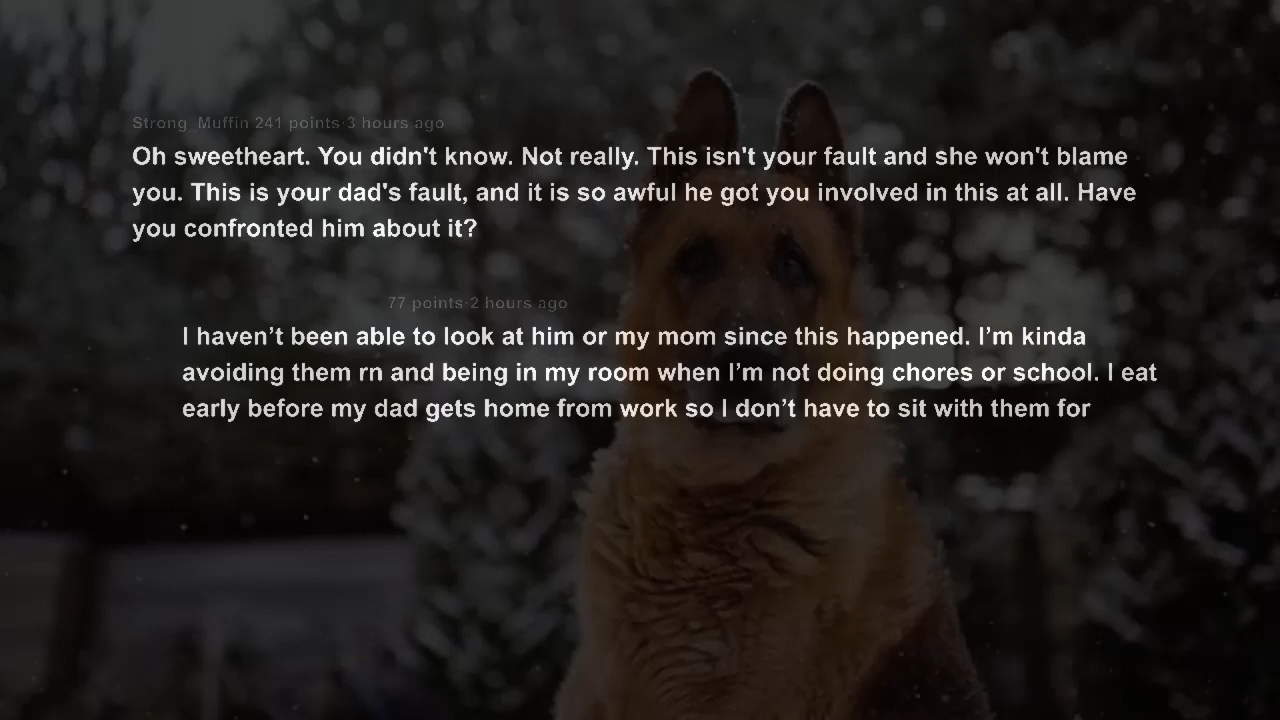 Strong_Muffin 241 points·3 hours ago
Oh sweetheart. You didn't know. Not really. This isn't your fault and she won't blame
you. This is your dad's fault, and it is so awful he got you involved in this at all. Have
you confronted him about it?
77 points·2 hours ago
I haven’t been able to look at him or my mom since this happened. I’m kinda
avoiding them rn and being in my room when I’m not doing chores or school. I eat
early before my dad gets home from work so I don’t have to sit with them for